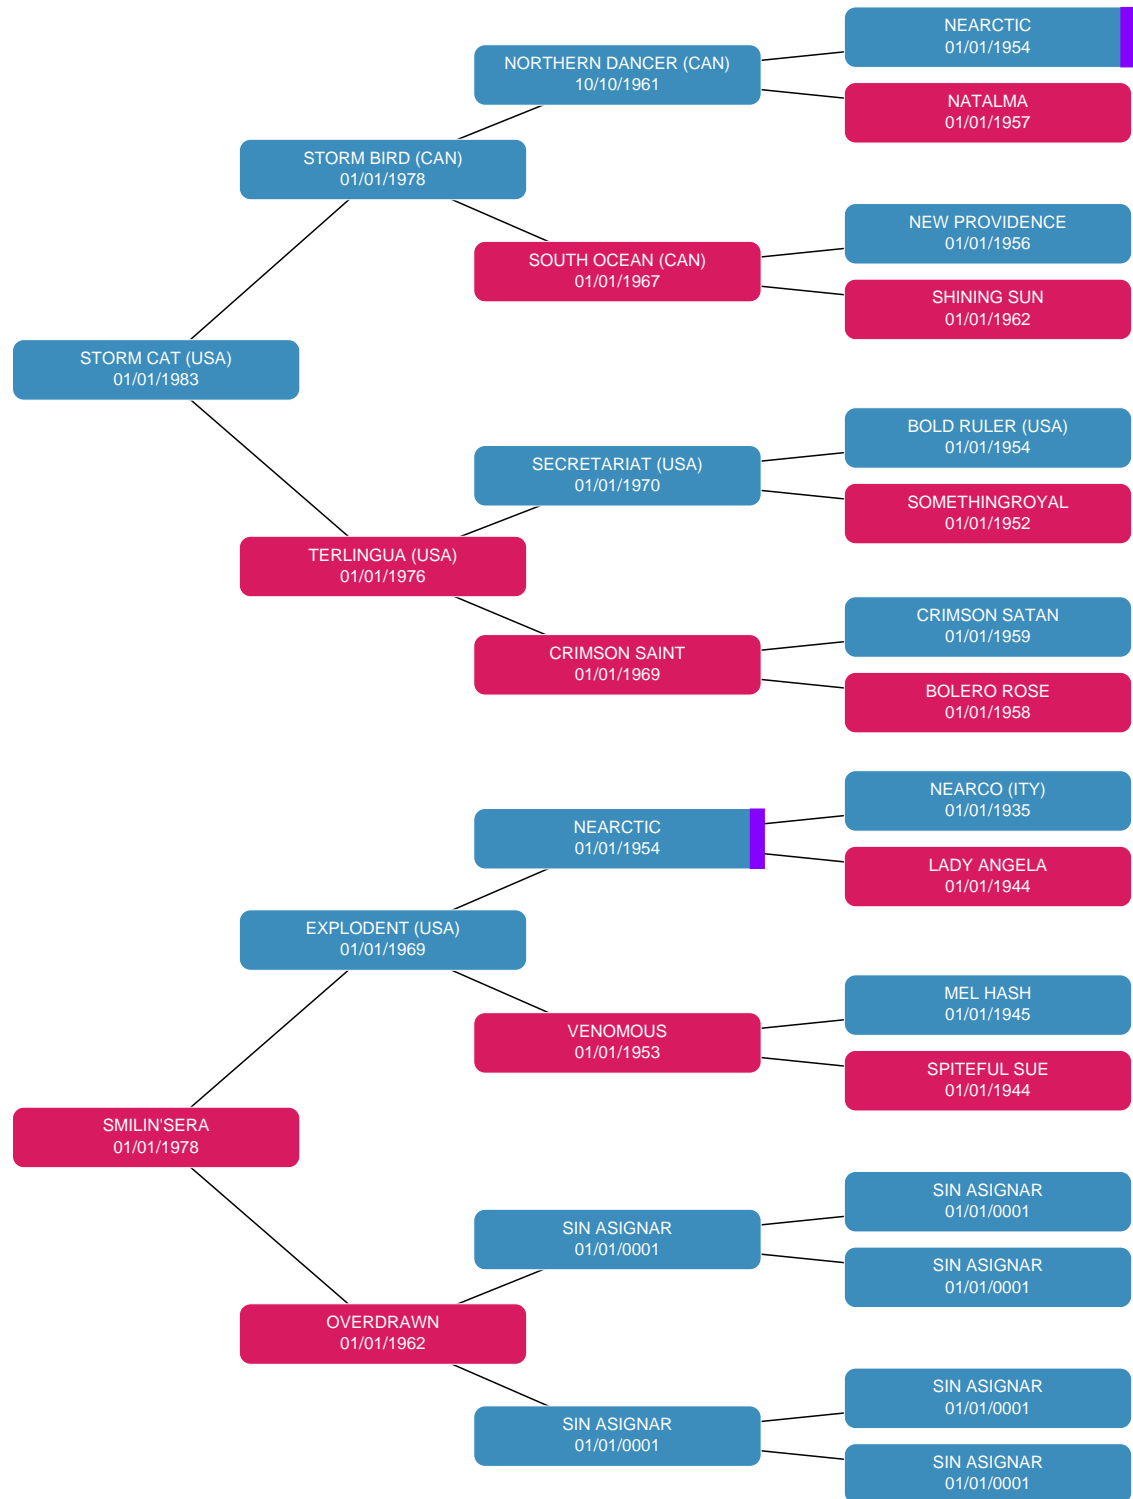 NEARCTIC
01/01/1954
NORTHERN DANCER (CAN)
10/10/1961
NATALMA
01/01/1957
STORM BIRD (CAN)
01/01/1978
NEW PROVIDENCE
01/01/1956
SOUTH OCEAN (CAN)
01/01/1967
SHINING SUN
01/01/1962
STORM CAT (USA)
01/01/1983
BOLD RULER (USA)
01/01/1954
SECRETARIAT (USA)
01/01/1970
SOMETHINGROYAL
01/01/1952
TERLINGUA (USA)
01/01/1976
CRIMSON SATAN
01/01/1959
CRIMSON SAINT
01/01/1969
BOLERO ROSE
01/01/1958
NEARCO (ITY)
01/01/1935
NEARCTIC
01/01/1954
LADY ANGELA
01/01/1944
EXPLODENT (USA)
01/01/1969
MEL HASH
01/01/1945
VENOMOUS
01/01/1953
SPITEFUL SUE
01/01/1944
SMILIN'SERA
01/01/1978
SIN ASIGNAR
01/01/0001
SIN ASIGNAR
01/01/0001
SIN ASIGNAR
01/01/0001
OVERDRAWN
01/01/1962
SIN ASIGNAR
01/01/0001
SIN ASIGNAR
01/01/0001
SIN ASIGNAR
01/01/0001